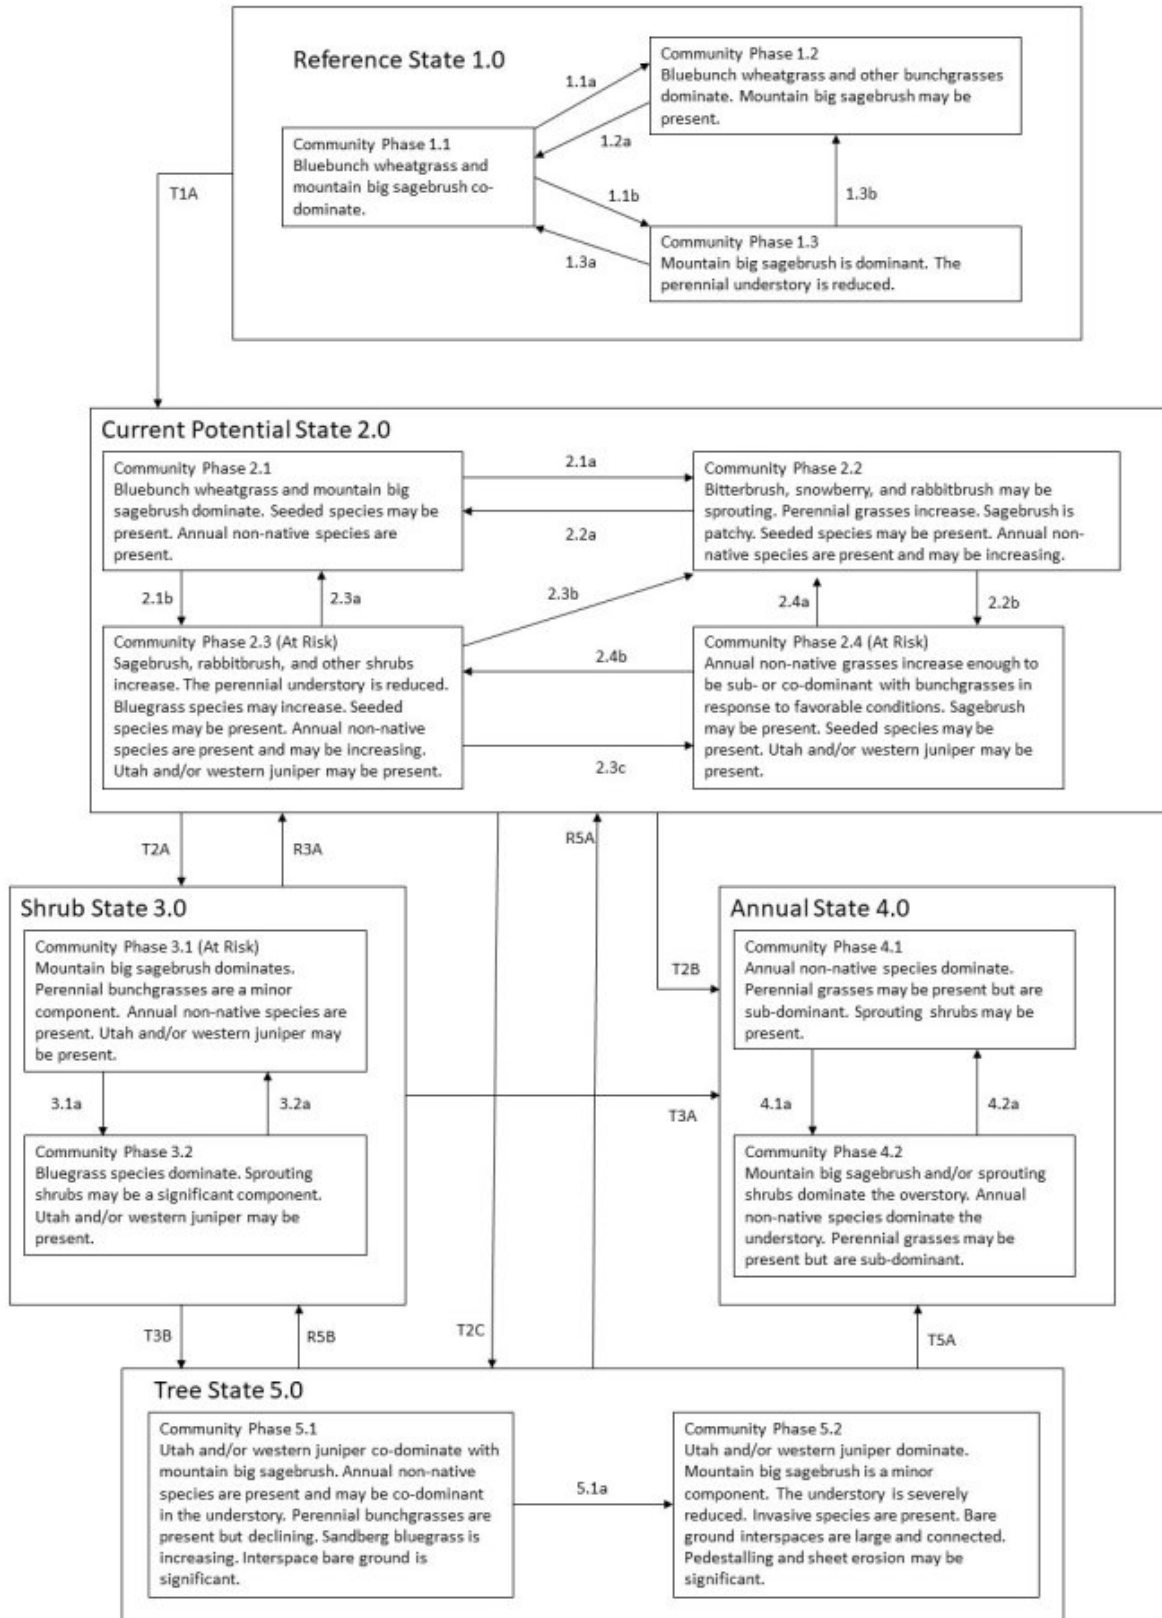 Reference State 1.0
Community Phase 1.1
Bluebunch wheatgrass and
mountain big sagebrush co-
dominate.
1.1a
1.2a
1.1b
1.3a
Community Phase 1.2
Bluebunch wheatgrass and other bunchgrasses
dominate. Mountain big sagebrush may be
present.
1.3b
Community Phase 1.3
Mountain big sagebrush is dominant. The
perennial understory is reduced.
T1A
Current Potential State 2.0
Community Phase 2.1
Bluebunch wheatgrass and mountain big
sagebrush dominate. Seeded species may be
present. Annual non-native species are
present.
2.1a
2.2a
Community Phase 2.2
Bitterbrush, snowberry, and rabbitbrush may be
sprouting. Perennial grasses increase. Sagebrush is
patchy. Seeded species may be present. Annual non-
native species are present and may be increasing.
2.1b
2.3a
2.3b
2.4a
2.2b
Community Phase 2.3 (At Risk)
Sagebrush, rabbitbrush, and other shrubs
increase. The perennial understory is reduced.
Bluegrass species may increase. Seeded
species may be present. Annual non-native
species are present and may be increasing.
Utah and/or western juniper may be present.
2.4b
2.3c
Community Phase 2.4 (At Risk)
Annual non-native grasses increase enough to
be sub- or co-dominant with bunchgrasses in
response to favorable conditions. Sagebrush
may be present. Seeded species may be
present. Utah and/or western juniper may be
present.
T2A
R3A
R5A
Shrub State 3.0
Community Phase 3.1 (At Risk)
Mountain big sagebrush dominates.
Perennial bunchgrasses are a minor
component. Annual non-native species are
present. Utah and/or western juniper may
be present.
3.1a
3.2a
Community Phase 3.2
Bluegrass species dominate. Sprouting
shrubs may be a significant component.
Utah and/or western juniper may be
present.
T2B
T3A
Annual State 4.0
Community Phase 4.1
Annual non-native species dominate.
Perennial grasses may be present but are
sub-dominant. Sprouting shrubs may be
present.
4.1a
4.2a
Community Phase 4.2
Mountain big sagebrush and/or sprouting
shrubs dominate the overstory. Annual
non-native species dominate the
understory. Perennial grasses may be
present but are sub-dominant.
T3B
R5B
T2C
T5A
Tree State 5.0
Community Phase 5.1
Utah and/or western juniper co-dominate with
mountain big sagebrush. Annual non-native
species are present and may be co-dominant
in the understory. Perennial bunchgrasses are
present but declining. Sandberg bluegrass is
increasing. Interspace bare ground is
significant.
5.1a
Community Phase 5.2
Utah and/or western juniper dominate.
Mountain big sagebrush is a minor
component. The understory is severely
reduced. Invasive species are present. Bare
ground interspaces are large and connected.
Pedestalling and sheet erosion may be
significant.